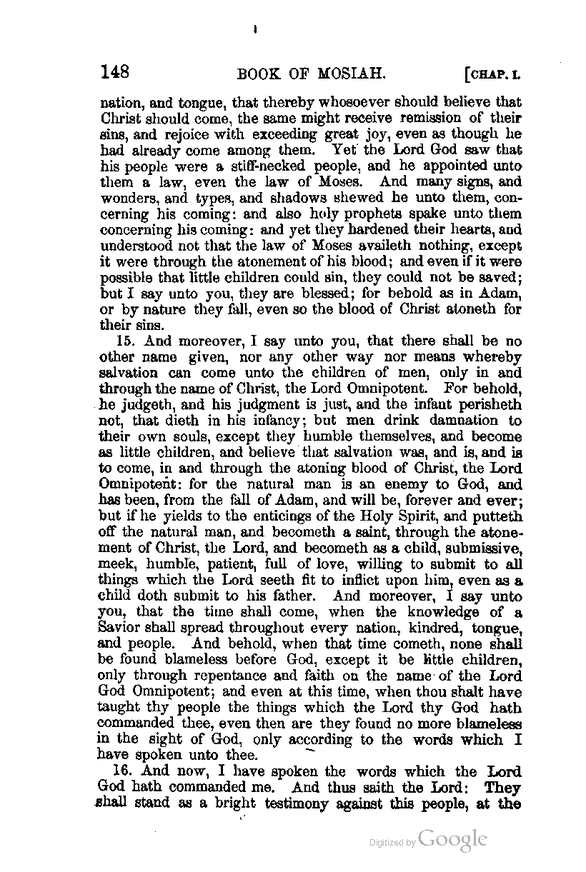 148 BOOK OF MOSIAH. [CHAP. I.
nation, and tongue, that thereby whosoever should believe that
Christ should come, the same might receive remission of their
sins, and rejoice with exceeding great joy, even as though he
had already come among them. Yet the Lord God saw that
his people were a stiff-necked people, and he appointed unto
them a law, even the law of Moses. And many signs, and
wonders, and types, and shadows shewed he unto them, con-
cerning his coming: and also holy prophets spake unto them
concerning his coming: and yet they hardened their hearts, and
understood not that the law of Moses availeth nothing, except
it were through the atonement of his blood; and even if it were
possible that little children could sin, they could not be saved;
but I say unto you, they are blessed; for behold as in Adam,
or by nature they fall, even so the blood of Christ atoneth for
their sins.
15. And moreover, I say unto you, that there shall be no
other name given, nor any other way nor means whereby
salvation can come unto the children of men, only in and
through the name of Christ, the Lord Omnipotent. For behold,
he judgeth, and his judgment is just, and the infant perisheth
not, that dieth in his infancy; but men drink damnation to
their own souls, except they humble themselves, and become
as little children, and believe that salvation was, and is, and is
to come, in and through the atoning blood of Christ, the Lord
Omnipotent: for the natural man is an enemy to God, and
has been, from the fall of Adam, and will be, forever and ever;
but if he yields to the enticings of the Holy Spirit, and putteth
off the natural man, and becometh a saint, through the atone-
ment of Christ, the Lord, and becometh as a child, submissive,
meek, humble, patient, full of love, willing to submit to all
things which the Lord seeth fit to inflict upon him, even as a
child doth submit to his father. And moreover, I say unto
you, that the time shall come, when the knowledge of a
Savior shall spread throughout every nation, kindred, tongue,
and people. And behold, when that time cometh, none shall
be found blameless before God, except it be little children,
only through repentance and faith on the name of the Lord
God Omnipotent; and even at this time, when thou shalt have
taught thy people the things which the Lord thy God hath
commanded thee, even then are they found no more blameless
in the sight of God, only according to the words which I
have spoken unto thee.
16. And now, I have spoken the words which the Lord
God hath commanded me. And thus saith the Lord: They
shall stand as a bright testimony against this people, at the
Digitized by Google